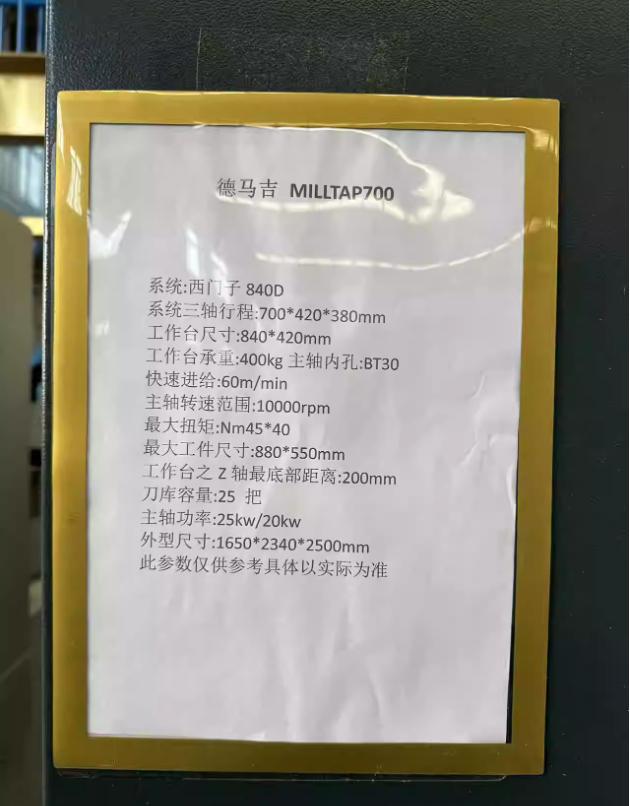 德马吉 MILLTAP700
系统:西门子 840D
系统三轴行程:700*420*380mm
工作台尺寸:840*420mm
工作台承重:400kg 主轴内孔:BT30
快速进给:60m/min
主轴转速范围:10000rpm
最大扭矩:Nm45*40
最大工件尺寸:880*550mm
工作台之 Z 轴最底部距离:200mm
刀库容量:25 把
主轴功率:25kw/20kw
外型尺寸:1650*2340*2500mm
此参数仅供参考具体以实际为准